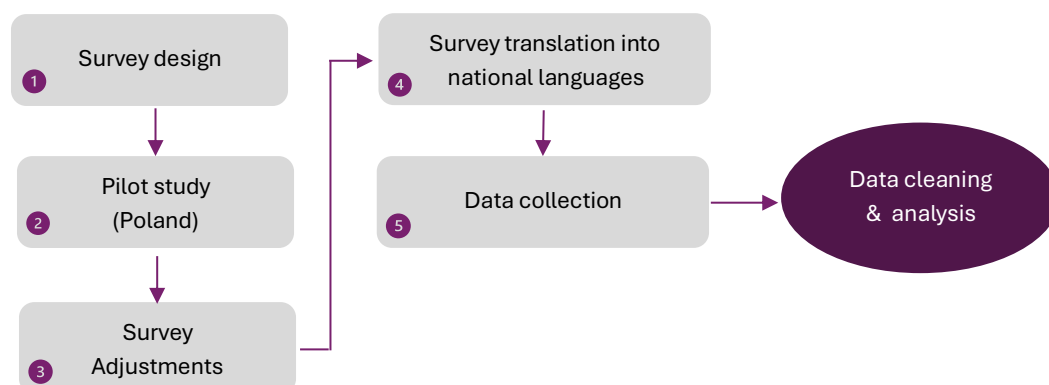 Survey design
1
Pilot study
(Poland)
2
Survey
Adjustments
3
Survey translation into
national languages
4
Data collection
5
Data cleaning
& analysis